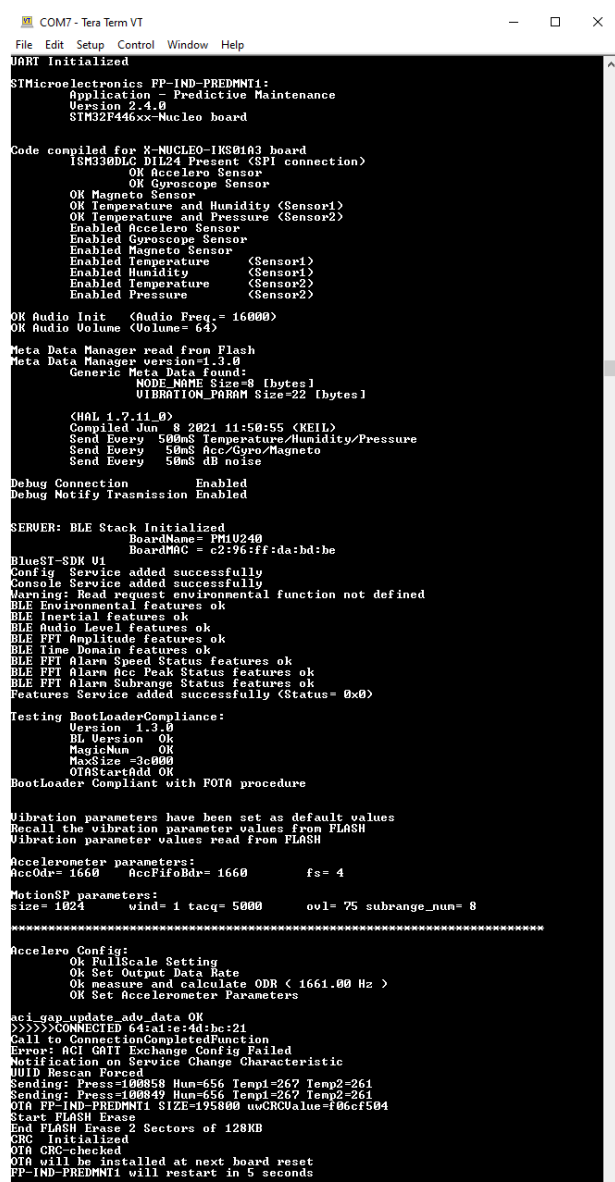 COM7 - Tera Term VT
File Edit Setup Control Window Help
UART Initialized
STMicroelectronics FP-IND-PREDMNT1:
Application - Predictive Maintenance
Version 2.4.0
STM32F446xx-Nucleo board
Code compiled for X-NUCLEO-IKS01A3 board
ISM330DLC DIL24 Present (SPI connection)
OK Accelero Sensor
OK Gyroscope Sensor
OK Magneto Sensor
OK Temperature and Humidity (Sensor1)
OK Temperature and Pressure (Sensor2)
Enabled Accelero Sensor
Enabled Gyroscope Sensor
Enabled Magneto Sensor
Enabled Temperature (Sensor1)
Enabled Humidity (Sensor1)
Enabled Temperature (Sensor2)
Enabled Pressure (Sensor2)
OK Audio Init (Audio Freq.= 16000)
OK Audio Volume (Volume= 64)
Meta Data Manager read from Flash
Meta Data Manager version=1.3.0
Generic Meta Data found:
NODE_NAME Size=8 [bytes]
VIBRATION_PARAM Size=22 [bytes]
(HAL 1.7.11_0)
Compiled Jun 8 2021 11:50:55 (KEIL)
Send Every 500mS Temperature/Humidity/Pressure
Send Every 50mS Acc/Gyro/Magneto
Send Every 50mS dB noise
Debug Connection Enabled
Debug Notify Trasmission Enabled
SERVER: BLE Stack Initialized
BoardName= PM1V240
BoardMAC = c2:96:ff:da:bd:be
BlueST-SDK V1
Config Service added successfully
Console Service added successfully
Warning: Read request environmental function not defined
BLE Environmental features ok
BLE Inertial features ok
BLE Audio Level features ok
BLE FFT Amplitude features ok
BLE Time Domain features ok
BLE FFT Alarm Speed Status features ok
BLE FFT Alarm Acc Peak Status features ok
BLE FFT Alarm Subrange Status features ok
Features Service added successfully (Status= 0x0)
Testing BootLoaderCompliance:
Version 1.3.0
BL Version Ok
MagicNum OK
MaxSize =3c000
OTAStartAdd OK
BootLoader Compliant with FOTA procedure
Vibration parameters have been set as default values
Recall the vibration parameter values from FLASH
Vibration parameter values read from FLASH
Accelerometer parameters:
AccOdr= 1660 AccFifoBdr= 1660 fs= 4
MotionSP parameters:
size= 1024 wind= 1 tacq= 5000 ovl= 75 subrange_num= 8
******************************************************************************
Accelero Config:
Ok FullScale Setting
Ok Set Output Data Rate
Ok measure and calculate ODR ( 1661.00 Hz )
OK Set Accelerometer Parameters
aci_gap_update_adv_data OK
>>>>>>CONNECTED 64:a1:e:4d:bc:21
Call to ConnectionCompletedFunction
Error: ACI GATT Exchange Config Failed
Notification on Service Change Characteristic
UUID Rescan Forced
Sending: Press=100858 Hum=656 Temp1=267 Temp2=261
Sending: Press=100849 Hum=656 Temp1=267 Temp2=261
OTA FP-IND-PREDMNT1 SIZE=195800 uwCRCValue=f06cf504
Start FLASH Erase
End FLASH Erase 2 Sectors of 128KB
CRC Initialized
OTA CRC-checked
OTA will be installed at next board reset
FP-IND-PREDMNT1 will restart in 5 seconds